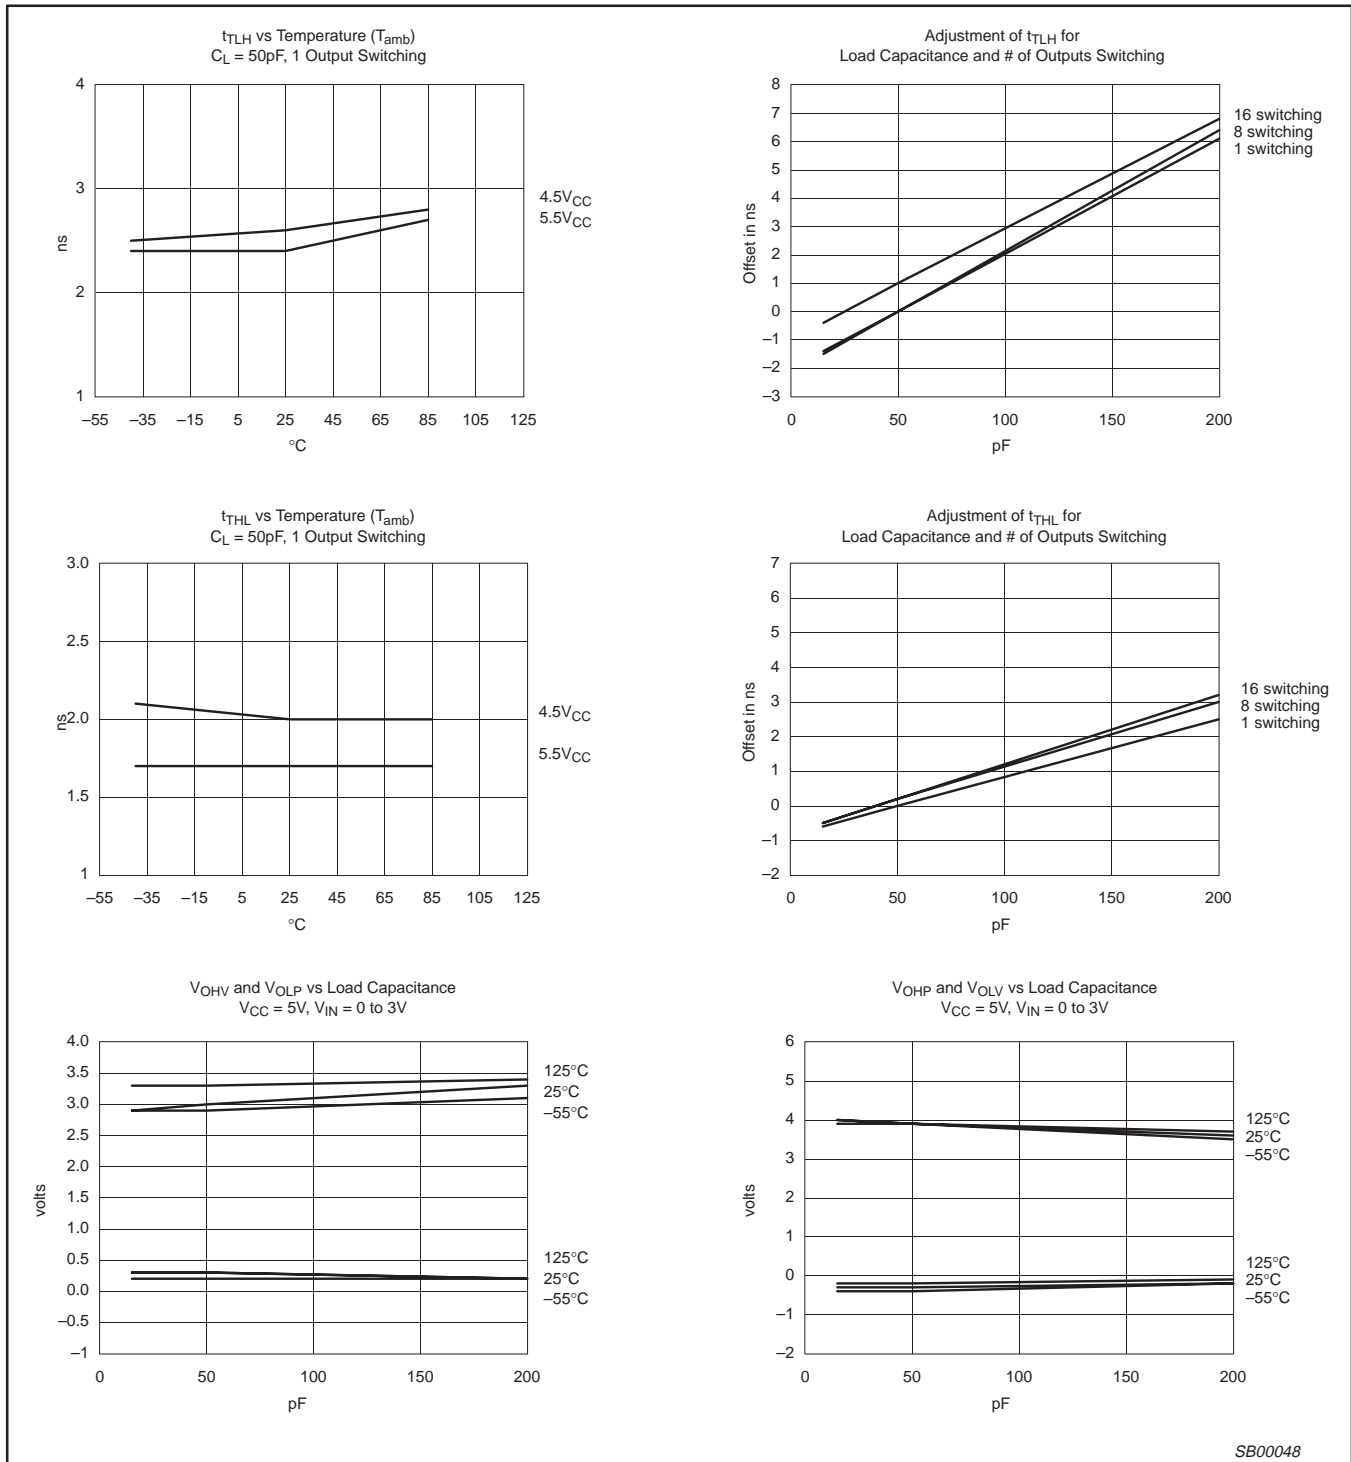 tTLH vs Temperature (Tamb)
CL = 50pF, 1 Output Switching
4
3
2
1
ns
4.5VCC
5.5VCC
–55 –35 –15 5 25 45 65 85 105 125
°C
Adjustment of tTLH for
Load Capacitance and # of Outputs Switching
8
7
6
5
4
3
2
1
0
–1
–2
–3
Offset in ns
16 switching
8 switching
1 switching
0 50 100 150 200
pF
tTHL vs Temperature (Tamb)
CL = 50pF, 1 Output Switching
3.0
2.5
2.0
1.5
1
ns
4.5VCC
5.5VCC
–55 –35 –15 5 25 45 65 85 105 125
°C
Adjustment of tTHL for
Load Capacitance and # of Outputs Switching
7
6
5
4
3
2
1
0
–1
–2
Offset in ns
16 switching
8 switching
1 switching
0 50 100 150 200
pF
VOHV and VOLP vs Load Capacitance
VCC = 5V, VIN = 0 to 3V
4.0
3.5
3.0
2.5
2.0
1.5
1.0
0.5
0.0
–0.5
–1
volts
125°C
25°C
–55°C
125°C
25°C
–55°C
0 50 100 150 200
pF
VOHP and VOLV vs Load Capacitance
VCC = 5V, VIN = 0 to 3V
6
5
4
3
2
1
0
–1
–2
volts
125°C
25°C
–55°C
125°C
25°C
–55°C
0 50 100 150 200
pF
SB00048